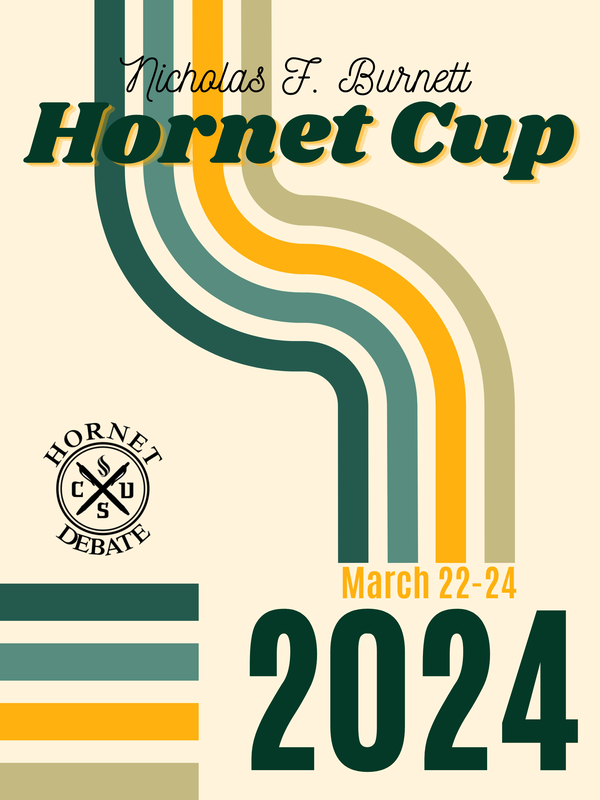 Nicholas F. Burnett
Hornet Cup
HORNET
C S U
DEBATE
March 22-24
2024